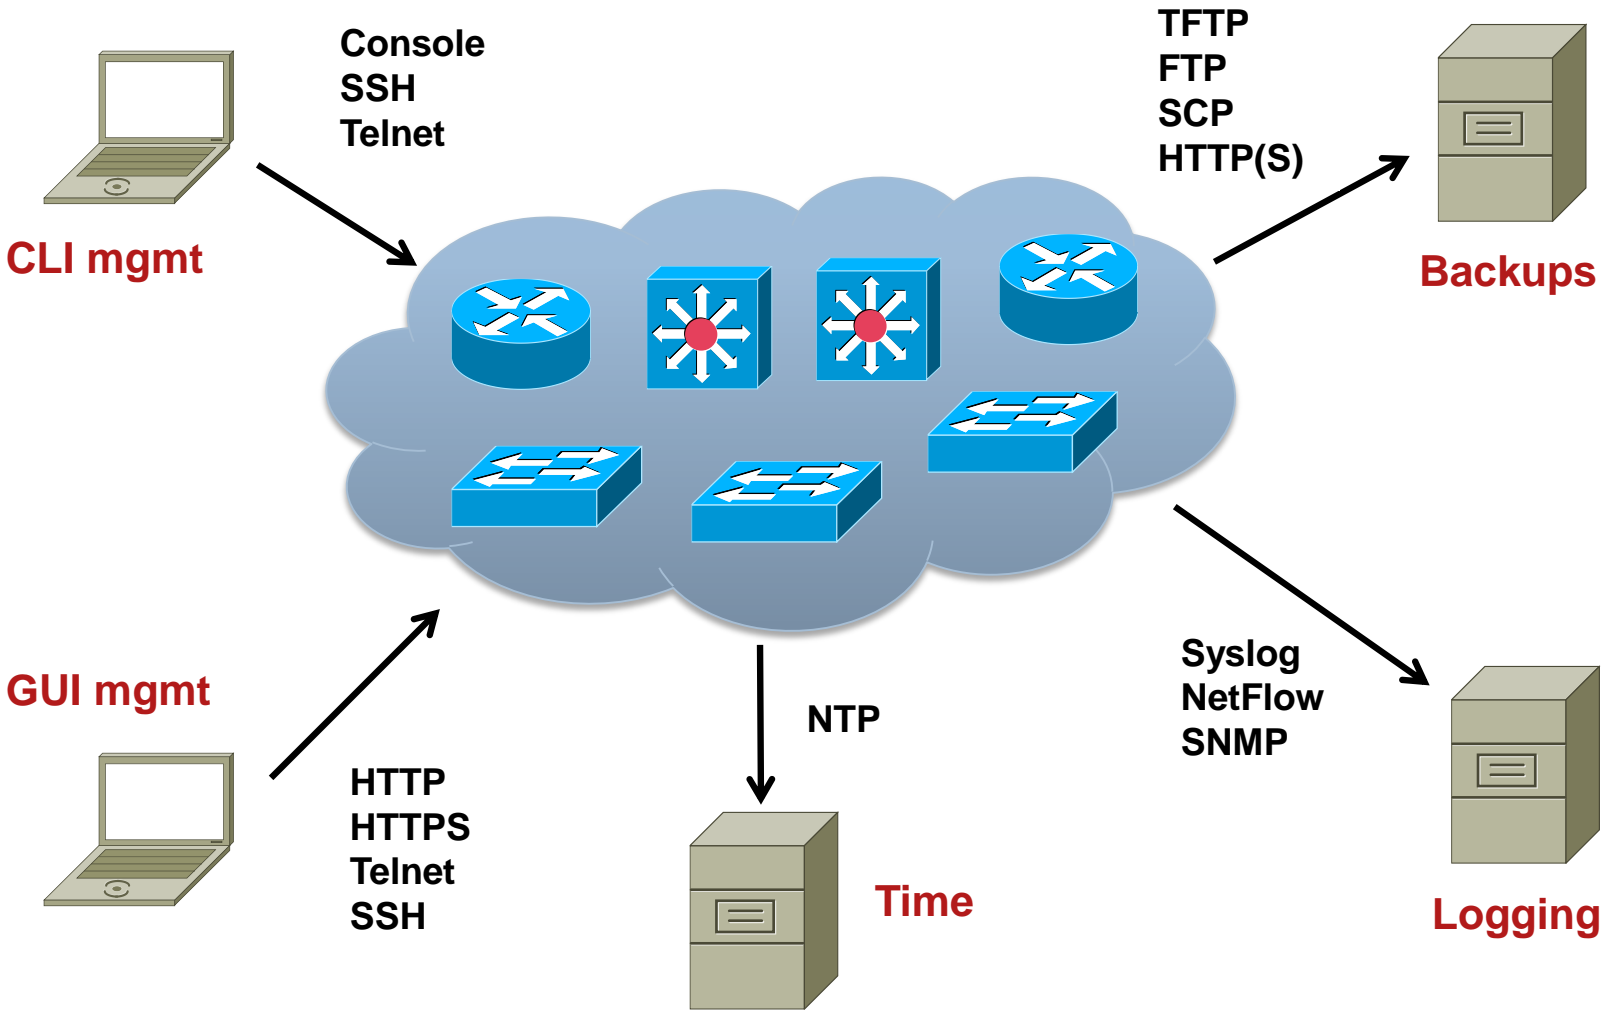 Console
SSH
Telnet
CLI mgmt
TFTP
FTP
SCP
HTTP(S)
Backups
GUI mgmt
HTTP
HTTPS
Telnet
SSH
NTP
Time
Syslog
NetFlow
SNMP
Logging